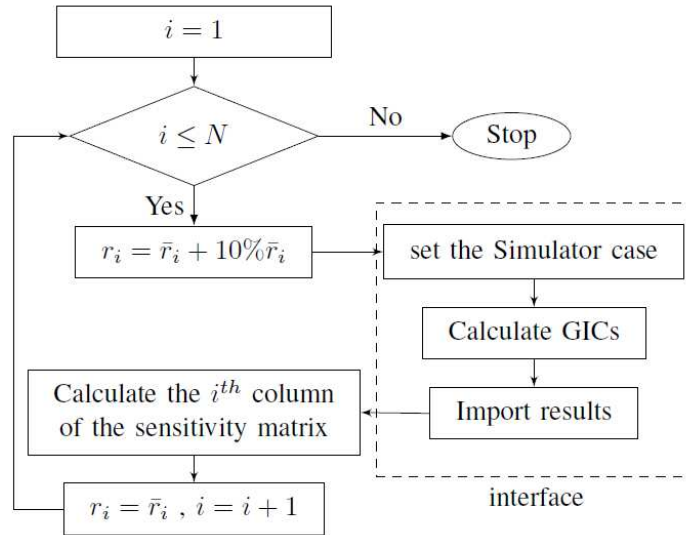 i = 1
i ≤ N
No
Stop
Yes
r_i = r̄_i + 10%r̄_i
set the Simulator case
Calculate GICs
Import results
interface
Calculate the i^{th} column
of the sensitivity matrix
r_i = r̄_i , i = i + 1